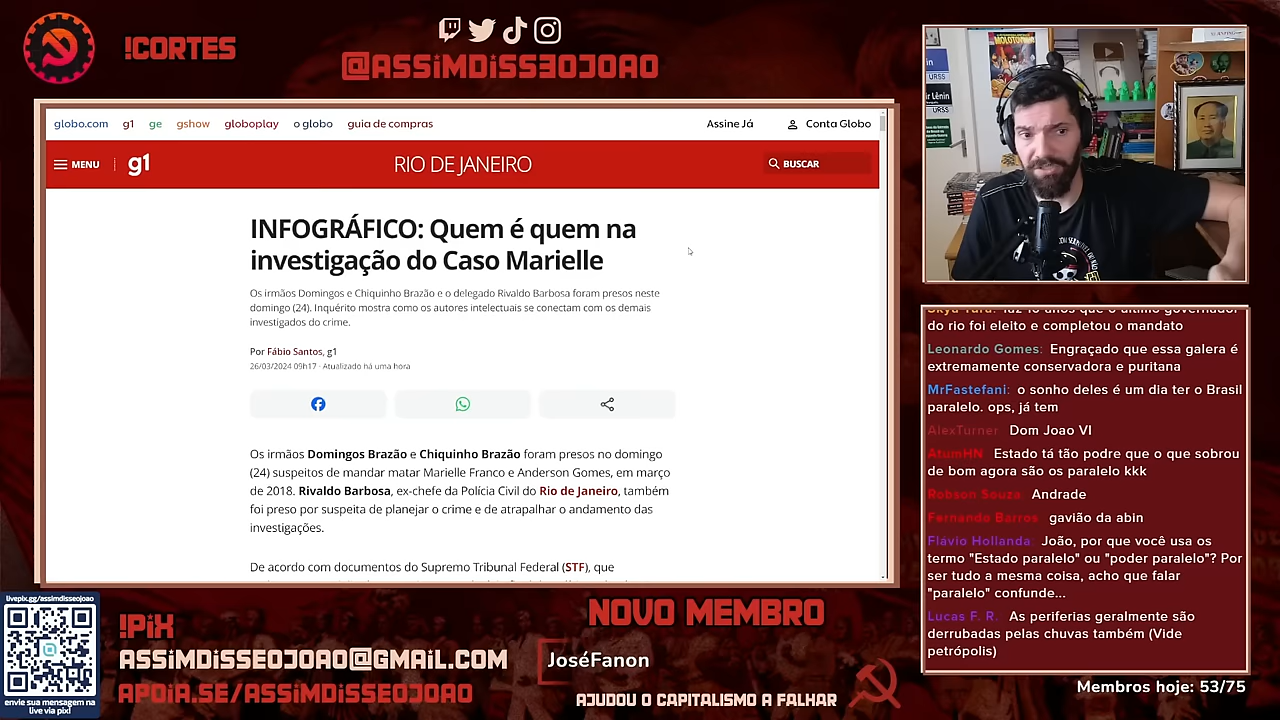 !CORTES
@ASSIMDISSEOJOAO
globo.com g1 ge gshow globoplay o globo guia de compras
Assine Já Conta Globo
MENU g1
RIO DE JANEIRO
BUSCAR
INFOGRÁFICO: Quem é quem na
investigação do Caso Marielle
Os irmãos Domingos e Chiquinho Brazão e o delegado Rivaldo Barbosa foram presos neste
domingo (24). Inquérito mostra como os autores intelectuais se conectam com os demais
investigados do crime.
Por Fábio Santos, g1
26/03/2024 09h17 · Atualizado há uma hora
Os irmãos Domingos Brazão e Chiquinho Brazão foram presos no domingo
(24) suspeitos de mandar matar Marielle Franco e Anderson Gomes, em março
de 2018. Rivaldo Barbosa, ex-chefe da Polícia Civil do Rio de Janeiro, também
foi preso por suspeita de planejar o crime e de atrapalhar o andamento das
investigações.
De acordo com documentos do Supremo Tribunal Federal (STF), que
MOLOTOV
URSS
ir Lênin
URSS
do rio foi eleito e completou o mandato
Leonardo Gomes: Engraçado que essa galera é
extremamente conservadora e puritana
MrFastefani: o sonho deles é um dia ter o Brasil
paralelo. ops, já tem
AlexTurner Dom Joao VI
AtumHN Estado tá tão podre que o que sobrou
de bom agora são os paralelo kkk
Robson Souza: Andrade
Fernando Barros gavião da abin
Flávio Hollanda: João, por que você usa os
termo "Estado paralelo" ou "poder paralelo"? Por
ser tudo a mesma coisa, acho que falar
"paralelo" confunde...
Lucas F. R. As periferias geralmente são
derrubadas pelas chuvas também (Vide
petrópolis)
Membros hoje: 53/75
livepix.gg/assimdisseojoao
envie sua mensagem na
live via pix!
!PIX
ASSIMDISSEOJOAO@GMAIL.COM
APOIA.SE/ASSIMDISSEOJOAO
NOVO MEMBRO
JoséFanon
AJUDOU O CAPITALISMO A FALHAR